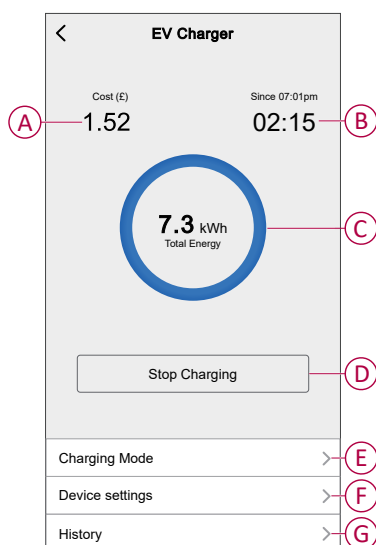 EV Charger
Cost (£)
Since 07:01pm
A
1.52
02:15
B
7.3 kWh
Total Energy
C
Stop Charging
D
Charging Mode
E
Device settings
F
History
G